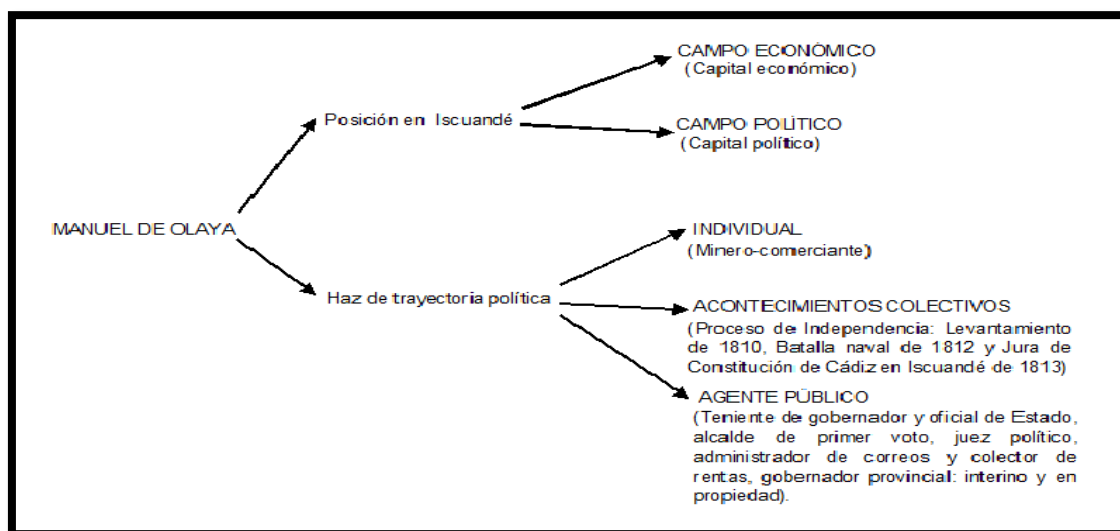 CAMPO ECONÓMICO
(Capital económico)
Posición en Iscuandé
CAMPO POLÍTICO
(Capital político)
MANUEL DE OLAYA
INDIVIDUAL
(Minero-comerciante)
Haz de trayectoria política
ACONTECIMIENTOS COLECTIVOS
(Proceso de Independencia: Levantamiento
de 1810, Batalla naval de 1812 y Jura de
Constitución de Cádiz en Iscuandé de 1813)
AGENTE PÚBLICO
(Teniente de gobernador y oficial de Estado,
alcalde de primer voto, juez político,
administrador de correos y colector de
rentas, gobernador provincial: interino y en
propiedad).